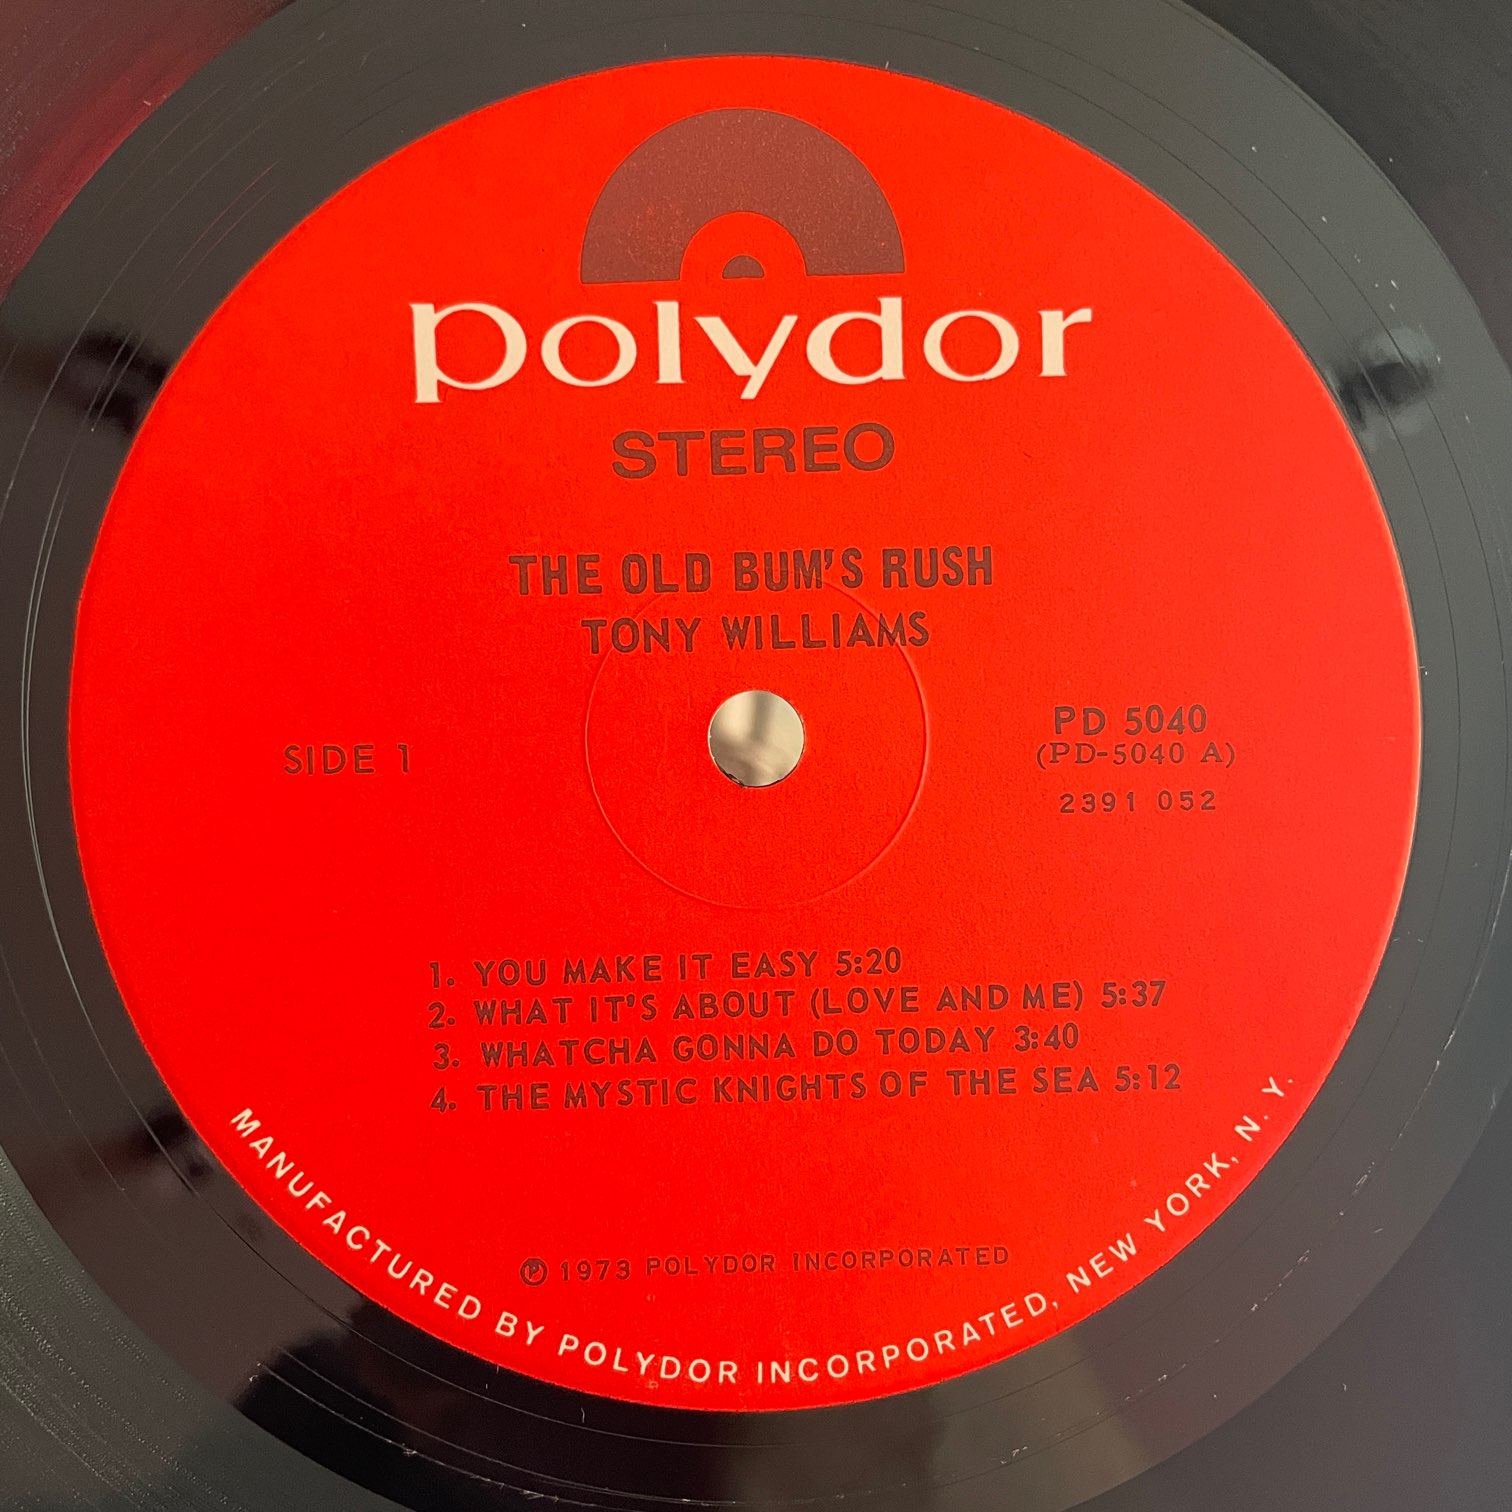 polydor
STEREO
THE OLD BUM'S RUSH
TONY WILLIAMS
SIDE 1
PD 5040
(PD-5040 A)
2391 052
1. YOU MAKE IT EASY 5:20
2. WHAT IT'S ABOUT (LOVE AND ME) 5:37
3. WHATCHA GONNA DO TODAY 3:40
4. THE MYSTIC KNIGHTS OF THE SEA 5:12
℗ 1973 POLYDOR INCORPORATED
MANUFACTURED BY POLYDOR INCORPORATED, NEW YORK, N. Y.